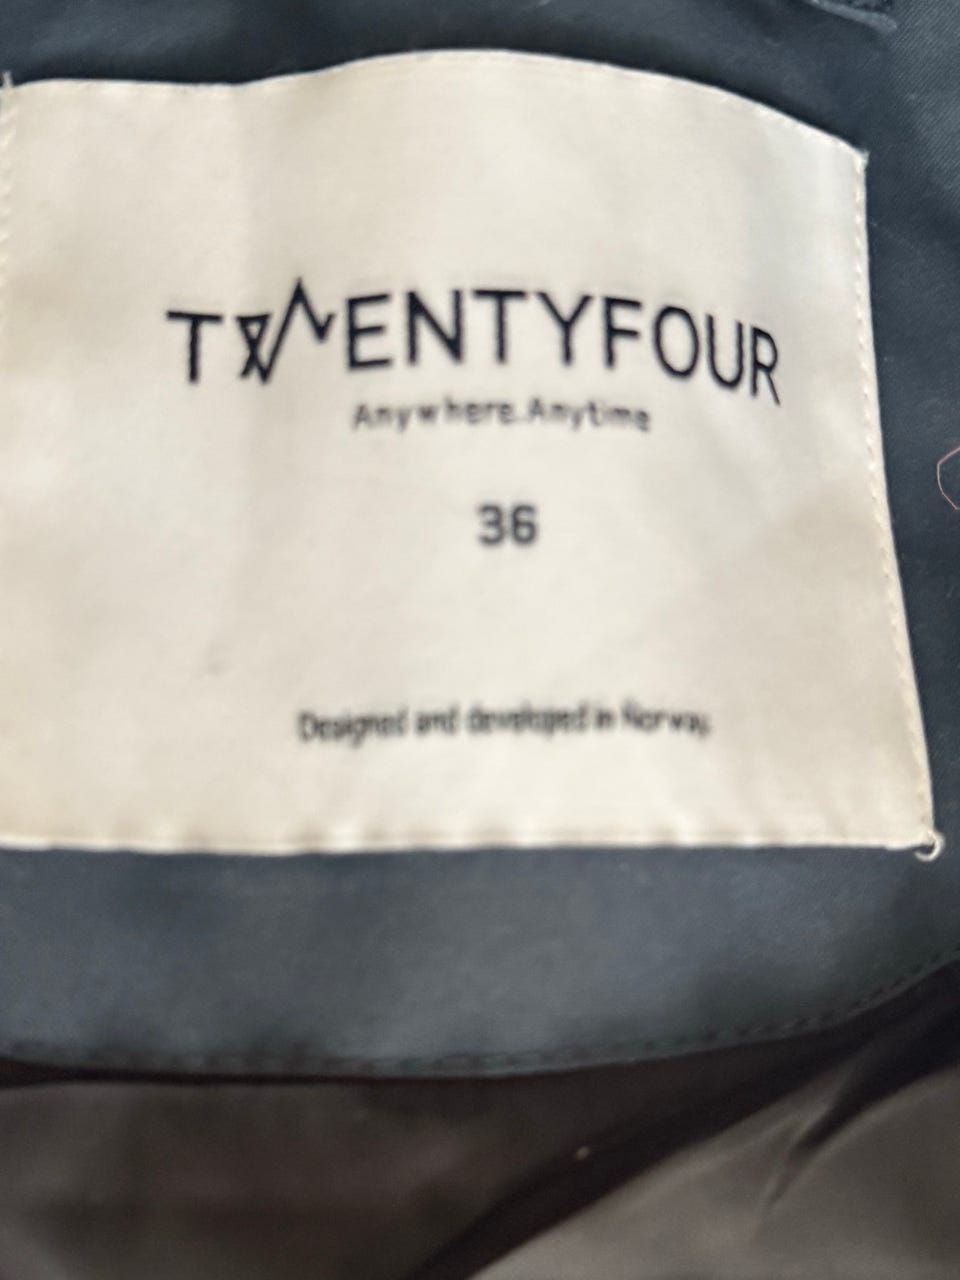 TWENTYFOUR
Anywhere.Anytime
36
Designed and developed in Norway.